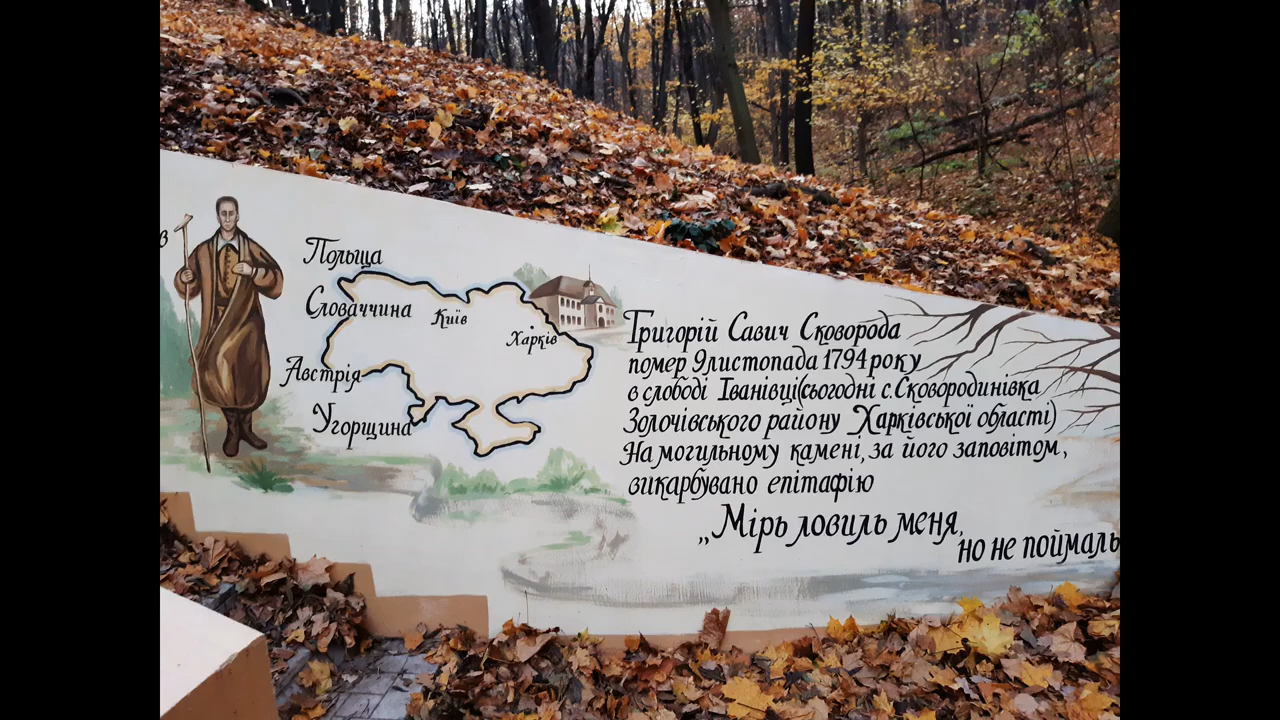 в
Польща
Словаччина
Київ
Харків
Австрія
Угорщина
Григорій Савич Сковорода
помер 9 листопада 1794 року
в слободі Іванівці (сьогодні с. Сковородинівка
Золочівського району Харківської області)
На могильному камені, за його заповітом,
викарбувано епітафію
„Мірь ловиль меня,
но не поймаль